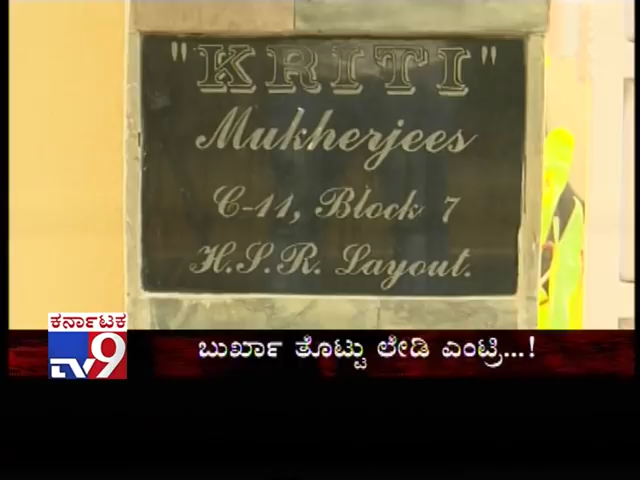 "KRITI"
Mukherjees
C-11, Block 7
H.S.R. Layout.
ಕರ್ನಾಟಕ
TV9
ಬುರ್ಖಾ ತೊಟ್ಟು ಲೇಡಿ ಎಂಟ್ರಿ...!